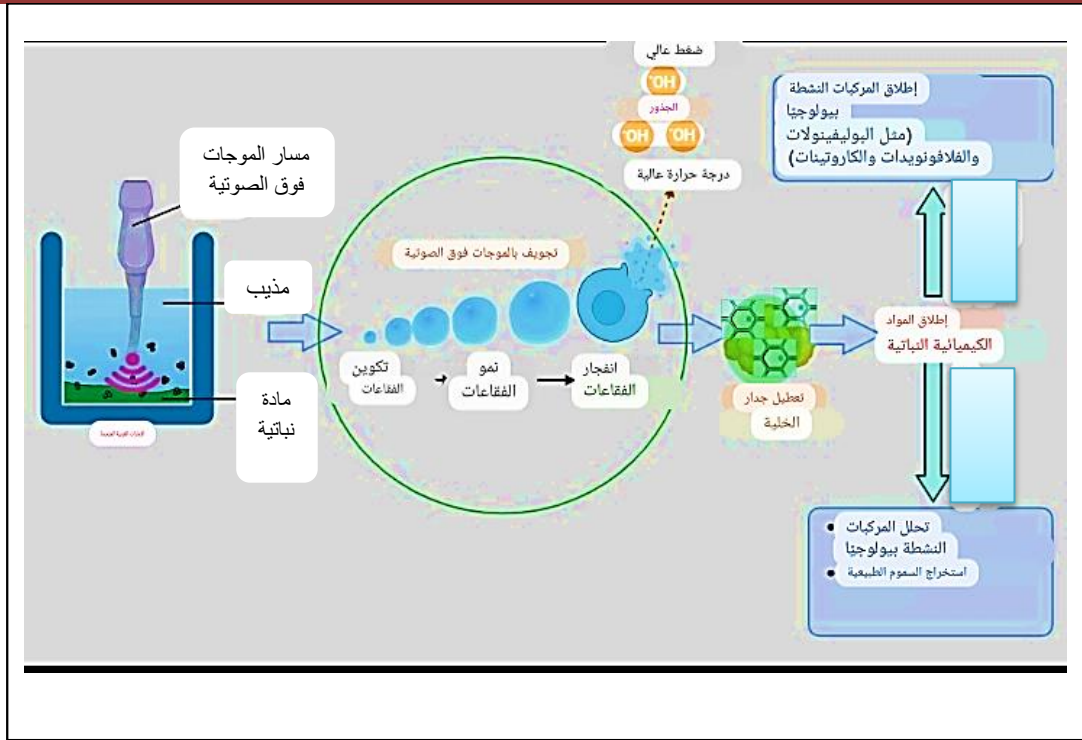 ضغط عالي
OH*
الجذور
OH* OH*
درجة حرارة عالية
إطلاق المركبات النشطة
بيولوجيًا
(مثل البوليفينولات
والفلافونويدات والكاروتينات)
مسار الموجات
فوق الصوتية
مذيب
مادة
نباتية
تجويف بالموجات فوق الصوتية
تكوين
الفقاعات
نمو
الفقاعات
انفجار
الفقاعات
تعطيل جدار
الخلية
إطلاق المواد
الكيميائية النباتية
• تحلل المركبات
النشطة بيولوجيًا
• استخراج السموم الطبيعية